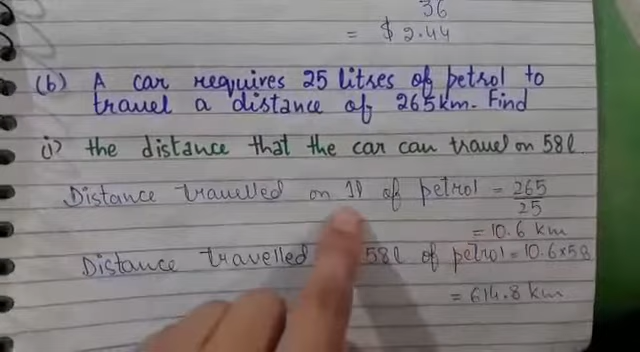 36
= $ 2.44
(b) A car requires 25 litres of petrol to
travel a distance of 265km. Find
(i) the distance that the car can travel on 58l
Distance travelled on 1l of petrol = 265
25
= 10.6 km
Distance travelled 58l of petrol = 10.6x58
= 614.8 km